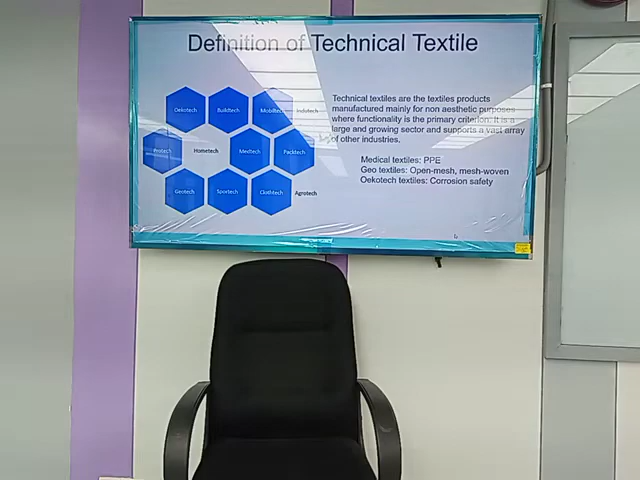 Definition of Technical Textile
Oekotech
Buildtech
Mobiltech
Indutech
Protech
Hometech
Medtech
Packtech
Geotech
Sportech
Clothtech
Agrotech
Technical textiles are the textiles products
manufactured mainly for non aesthetic purposes
where functionality is the primary criterion. It is a
large and growing sector and supports a vast array
of other industries.
Medical textiles: PPE
Geo textiles: Open-mesh, mesh-woven
Oekotech textiles: Corrosion safety